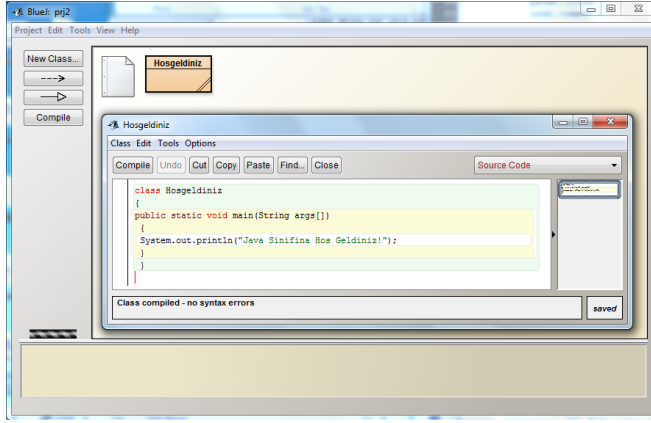 BlueJ: prj2
Project Edit Tools View Help
New Class...
Compile
Hosgeldiniz
Hosgeldiniz
Class Edit Tools Options
Compile Undo Cut Copy Paste Find... Close
Source Code
class Hosgeldiniz
{
public static void main(String args[])
{
System.out.println("Java Sinifina Hos Geldiniz!");
}
}
Class compiled - no syntax errors
saved